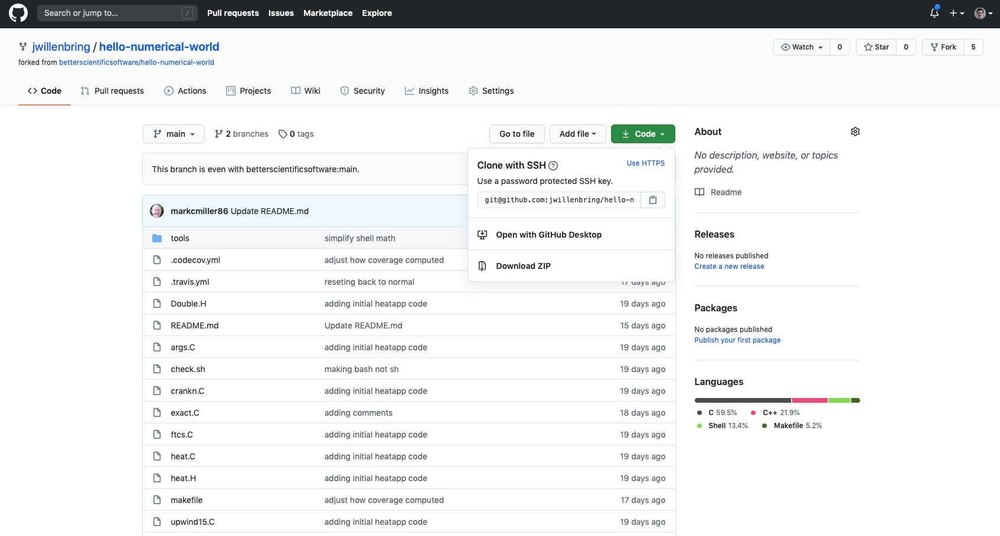 Search or jump to... /
Pull requests Issues Marketplace Explore
jwillenbring / hello-numerical-world
forked from betterscientificsoftware/hello-numerical-world
Watch 0 Star 0 Fork 5
Code Pull requests Actions Projects Wiki Security Insights Settings
main 2 branches 0 tags
Go to file Add file Code
This branch is even with betterscientificsoftware:main.
Clone with SSH Use HTTPS
Use a password protected SSH key.
git@github.com:jwillenbring/hello-n
Open with GitHub Desktop
Download ZIP
markcmiller86 Update README.md
tools simplify shell math
.codecov.yml adjust how coverage computed
.travis.yml reseting back to normal 17 days ago
Double.H adding initial heatapp code 19 days ago
README.md Update README.md 15 days ago
args.C adding initial heatapp code 19 days ago
check.sh making bash not sh 19 days ago
crankn.C adding initial heatapp code 19 days ago
exact.C adding comments 18 days ago
ftcs.C adding initial heatapp code 19 days ago
heat.C adding initial heatapp code 19 days ago
heat.H adding initial heatapp code 19 days ago
makefile adjust how coverage computed 17 days ago
upwind15.C adding initial heatapp code 19 days ago
About
No description, website, or topics
provided.
Readme
Releases
No releases published
Create a new release
Packages
No packages published
Publish your first package
Languages
C 59.5% C++ 21.9%
Shell 13.4% Makefile 5.2%